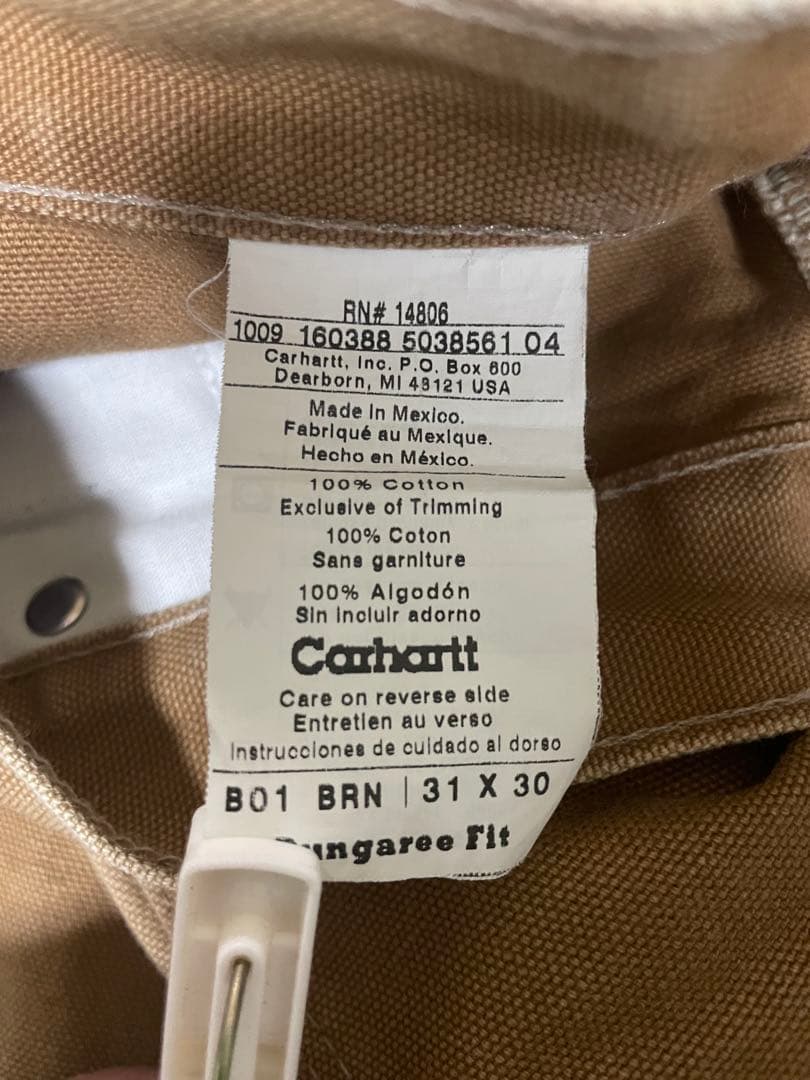 RN# 14806
1009 160388 5038561 04
Carhartt, Inc. P.O. Box 600
Dearborn, MI 48121 USA
Made in Mexico.
Fabriqué au Mexique.
Hecho en México.
100% Cotton
Exclusive of Trimming
100% Coton
Sans garniture
100% Algodón
Sin incluir adorno
Carhartt
Care on reverse side
Entretien au verso
Instrucciones de cuidado al dorso
B01 BRN | 31 X 30
Fit